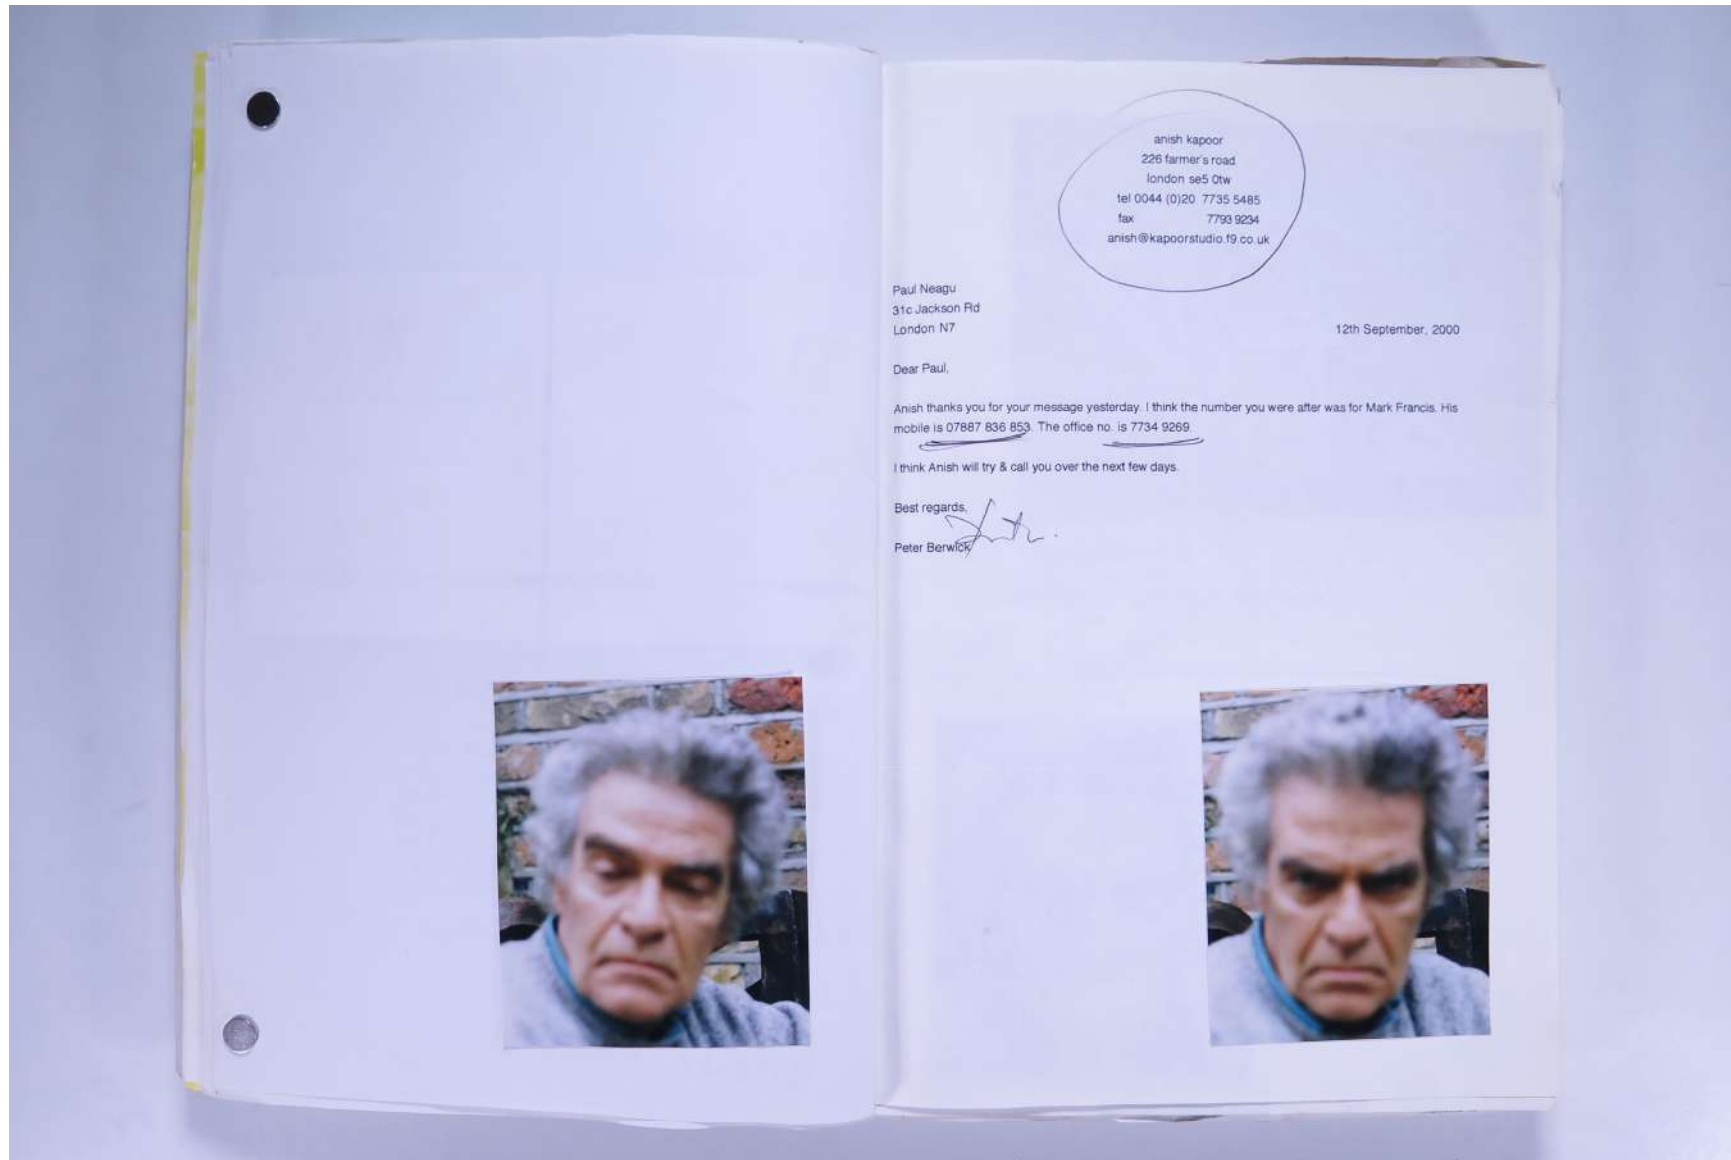 anish kapoor
226 farmer's road
london se5 0tw
tel 0044 (0)20 7735 5485
fax 7793 9234
anish@kapoorstudio.f9.co.uk
Paul Neagu
31c Jackson Rd
London N7
12th September, 2000
Dear Paul,
Anish thanks you for your message yesterday. I think the number you were after was for Mark Francis. His
mobile is 07887 836 853. The office no. is 7734 9269.
I think Anish will try & call you over the next few days.
Best regards,
Peter Berwick